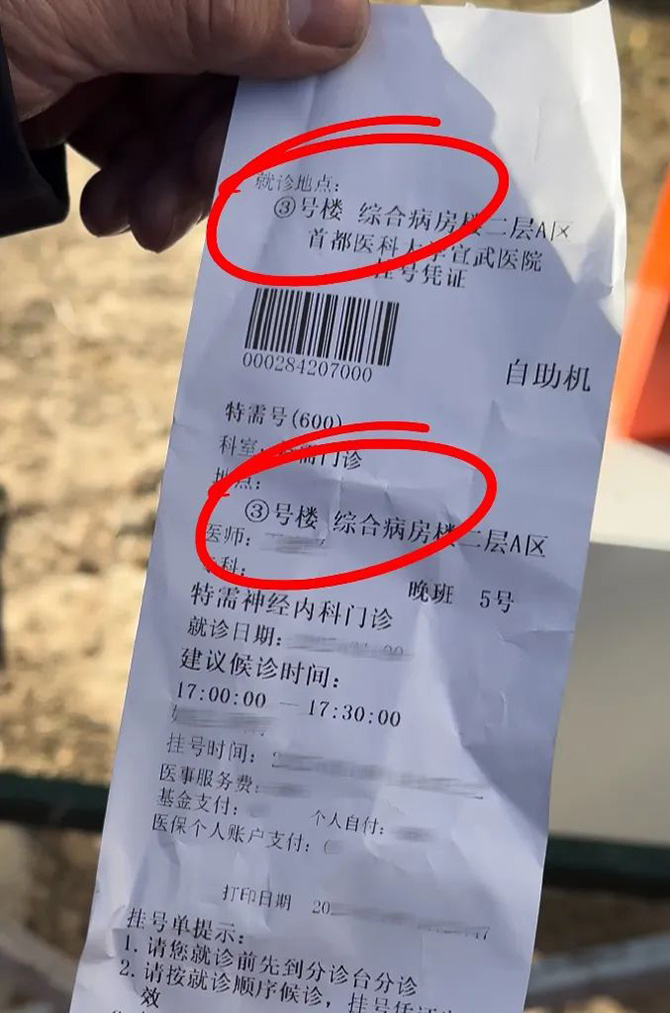 就诊地点:
③号楼 综合病房楼二层A区
首都医科大学宣武医院
挂号凭证
000284207000
自助机
特需号(600)
科室: 特需门诊
地点:
③号楼 综合病房楼二层A区
医师:
科:
晚班 5号
特需神经内科门诊
就诊日期:
建议候诊时间:
17:00:00 — 17:30:00
挂号时间:
医事服务费:
基金支付: 个人自付:
医保个人账户支付:
打印日期 20
挂号单提示:
1. 请您就诊前先到分诊台分诊
2. 请按就诊顺序候诊, 挂号凭证
效